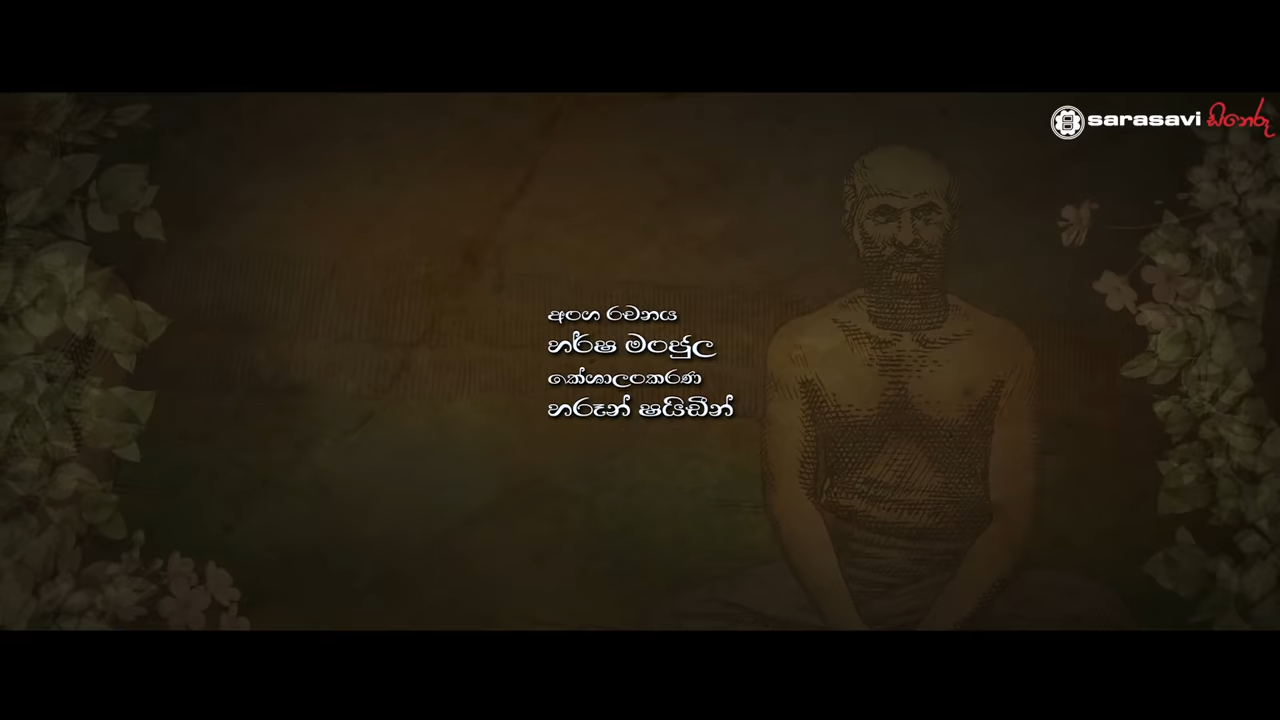 sarasavi සිනෙරු
අංග රචනය
හර්ෂ මංජුල
කේශාලංකරණ
හරූන් ෂයිඩීන්